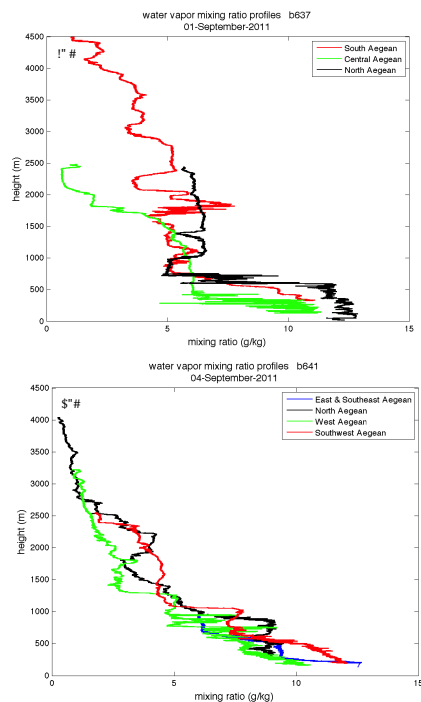 water vapor mixing ratio profiles b637
01-September-2011
!" #
South Aegean
Central Aegean
North Aegean
4500
4000
3500
3000
2500
2000
1500
1000
500
0
height (m)
0 5 10 15
mixing ratio (g/kg)
water vapor mixing ratio profiles b641
04-September-2011
$"#
East & Southeast Aegean
North Aegean
West Aegean
Southwest Aegean
4500
4000
3500
3000
2500
2000
1500
1000
500
0
height (m)
0 5 10 15
mixing ratio (g/kg)